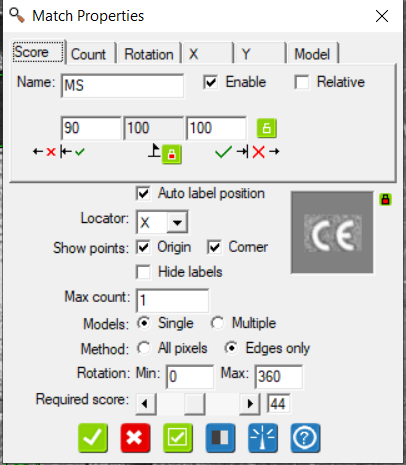 Match Properties
Score Count Rotation X Y Model
Name: MS Enable Relative
90 100 100
Auto label position
Locator: X
Show points: Origin Corner
Hide labels
CE
Max count: 1
Models: Single Multiple
Method: All pixels Edges only
Rotation: Min: 0 Max: 360
Required score: 44